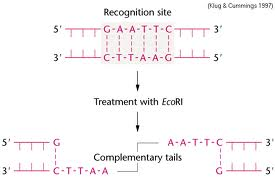 (Klug & Cummings 1997)
Recognition site
5′ G-A-A-T-T-C 3′
3′ C-T-T-A-A-G 5′
Treatment with EcoRI
5′ G A-A-T-T-C 3′
Complementary tails
3′ C-T-T-A-A G 5′